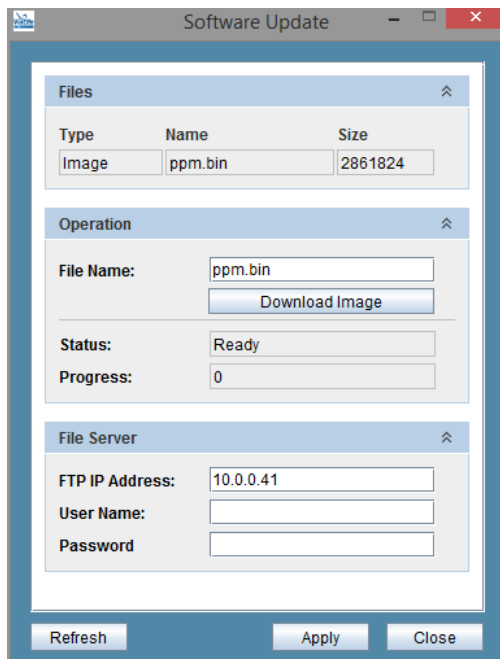 Software Update
Files
Type Name Size
Image ppm.bin 2861824
Operation
File Name: ppm.bin
Download Image
Status: Ready
Progress: 0
File Server
FTP IP Address: 10.0.0.41
User Name:
Password
Refresh Apply Close